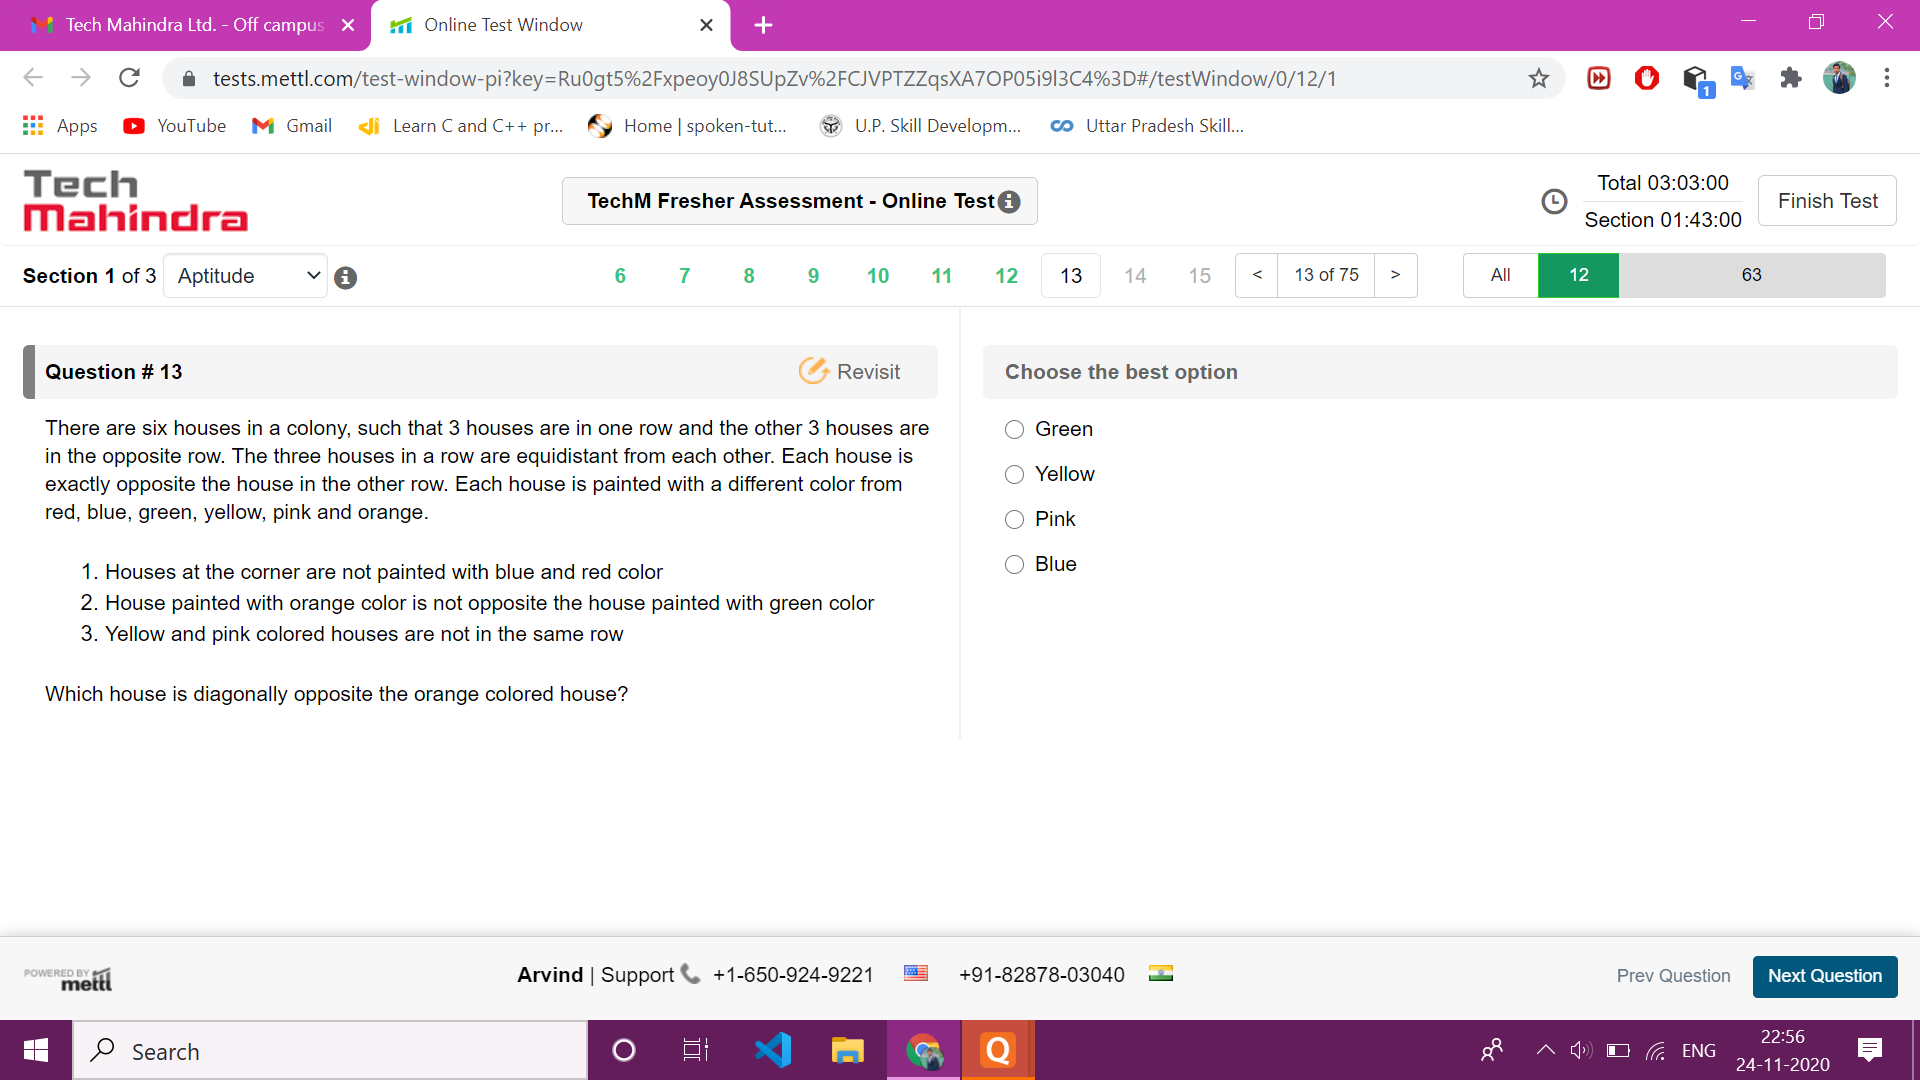 Tech Mahindra Ltd. - Off campus
Online Test Window
tests.mettl.com/test-window-pi?key=Ru0gt5%2Fxpeoy0J8SUpZv%2FCJVPTZZqsXA7OP05i9l3C4%3D#/testWindow/0/12/1
1
Apps
YouTube
Gmail
Learn C and C++ pr...
Home | spoken-tut...
U.P. Skill Developm...
Uttar Pradesh Skill...
Tech
Mahindra
TechM Fresher Assessment - Online Test
Total 03:03:00
Section 01:43:00
Finish Test
Section 1 of 3
Aptitude
6 7 8 9 10 11 12 13 14 15
< 13 of 75 >
All 12 63
Question # 13
Revisit
There are six houses in a colony, such that 3 houses are in one row and the other 3 houses are
in the opposite row. The three houses in a row are equidistant from each other. Each house is
exactly opposite the house in the other row. Each house is painted with a different color from
red, blue, green, yellow, pink and orange.
1. Houses at the corner are not painted with blue and red color
2. House painted with orange color is not opposite the house painted with green color
3. Yellow and pink colored houses are not in the same row
Which house is diagonally opposite the orange colored house?
Choose the best option
Green
Yellow
Pink
Blue
POWERED BY
mettl
Arvind | Support +1-650-924-9221 +91-82878-03040
Prev Question
Next Question
Search
ENG
22:56
24-11-2020